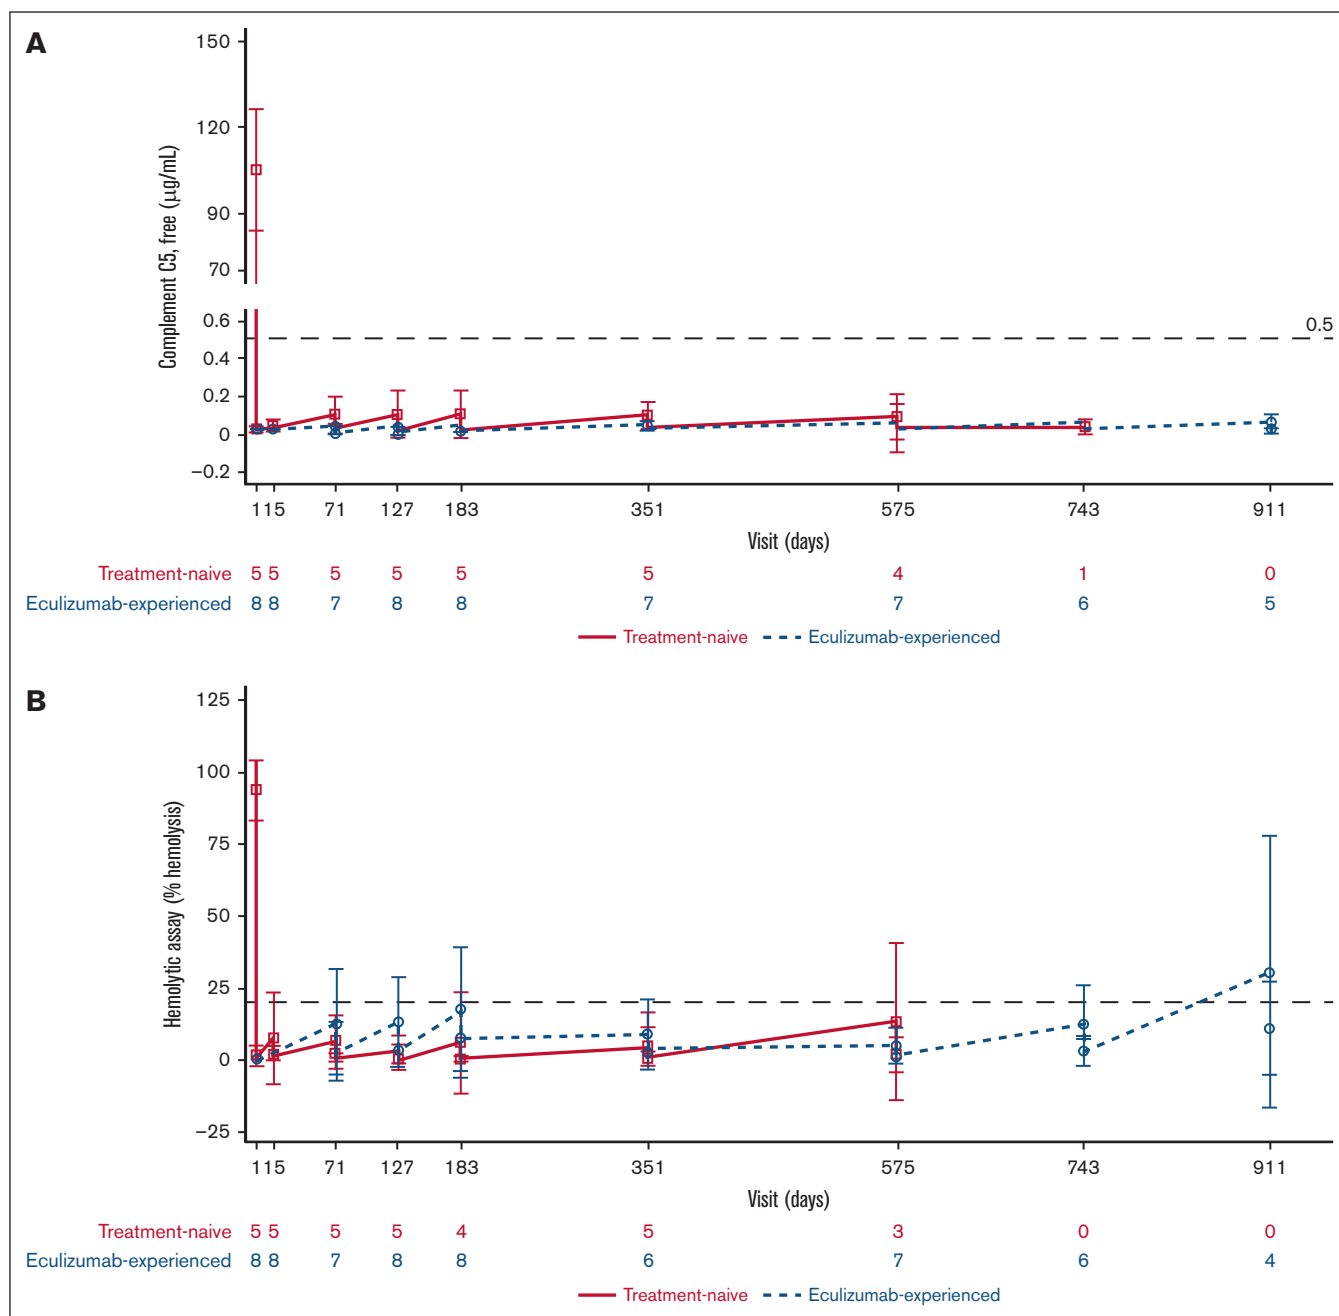 A
150
120
90
70
0.6
0.4
0.2
0
−0.2
Complement C5, free (µg/mL)
0.5
1 15 71 127 183 351 575 743 911
Visit (days)
Treatment-naive 5 5 5 5 5 5 4 1 0
Eculizumab-experienced 8 8 7 8 8 7 7 6 5
Treatment-naive Eculizumab-experienced
B
125
100
75
50
25
0
−25
Hemolytic assay (% hemolysis)
1 15 71 127 183 351 575 743 911
Visit (days)
Treatment-naive 5 5 5 5 4 5 3 0 0
Eculizumab-experienced 8 8 7 8 8 6 7 6 4
Treatment-naive Eculizumab-experienced